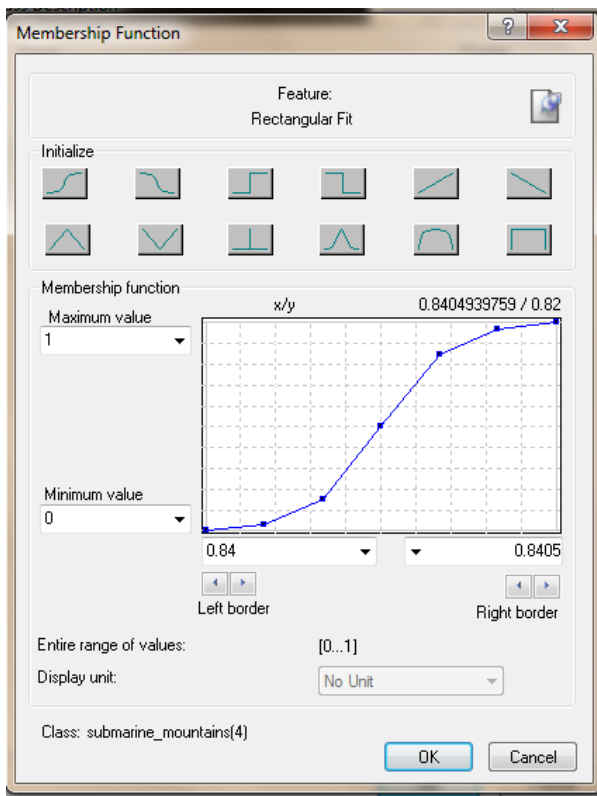 Membership Function
Feature:
Rectangular Fit
Initialize
Membership function
Maximum value
x/y
0.8404939759 / 0.82
1
Minimum value
0
0.84
0.8405
Left border
Right border
Entire range of values:
[0...1]
Display unit:
No Unit
Class: submarine_mountains(4)
OK
Cancel